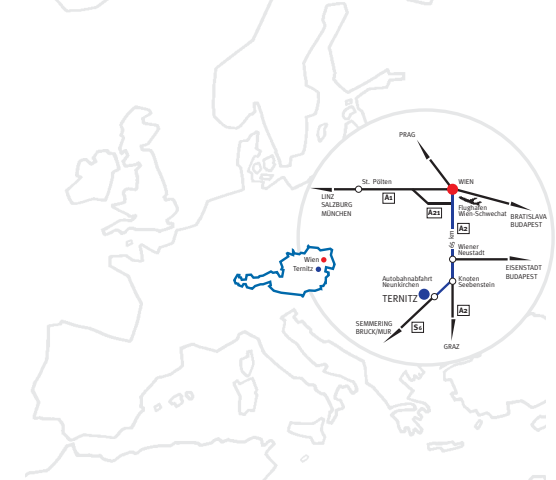 PRAG
St. Pölten
WIEN
LINZ
SALZBURG
MÜNCHEN
A1
A21
Flughafen
Wien-Schwechat
BRATISLAVA
BUDAPEST
A2
Wiener
Neustadt
Wien
Ternitz
EISENSTADT
BUDAPEST
Autobahnabfahrt
Neunkirchen
Knoten
Seebenstein
TERNITZ
A2
SEMMERING
BRUCK/MUR
S6
GRAZ